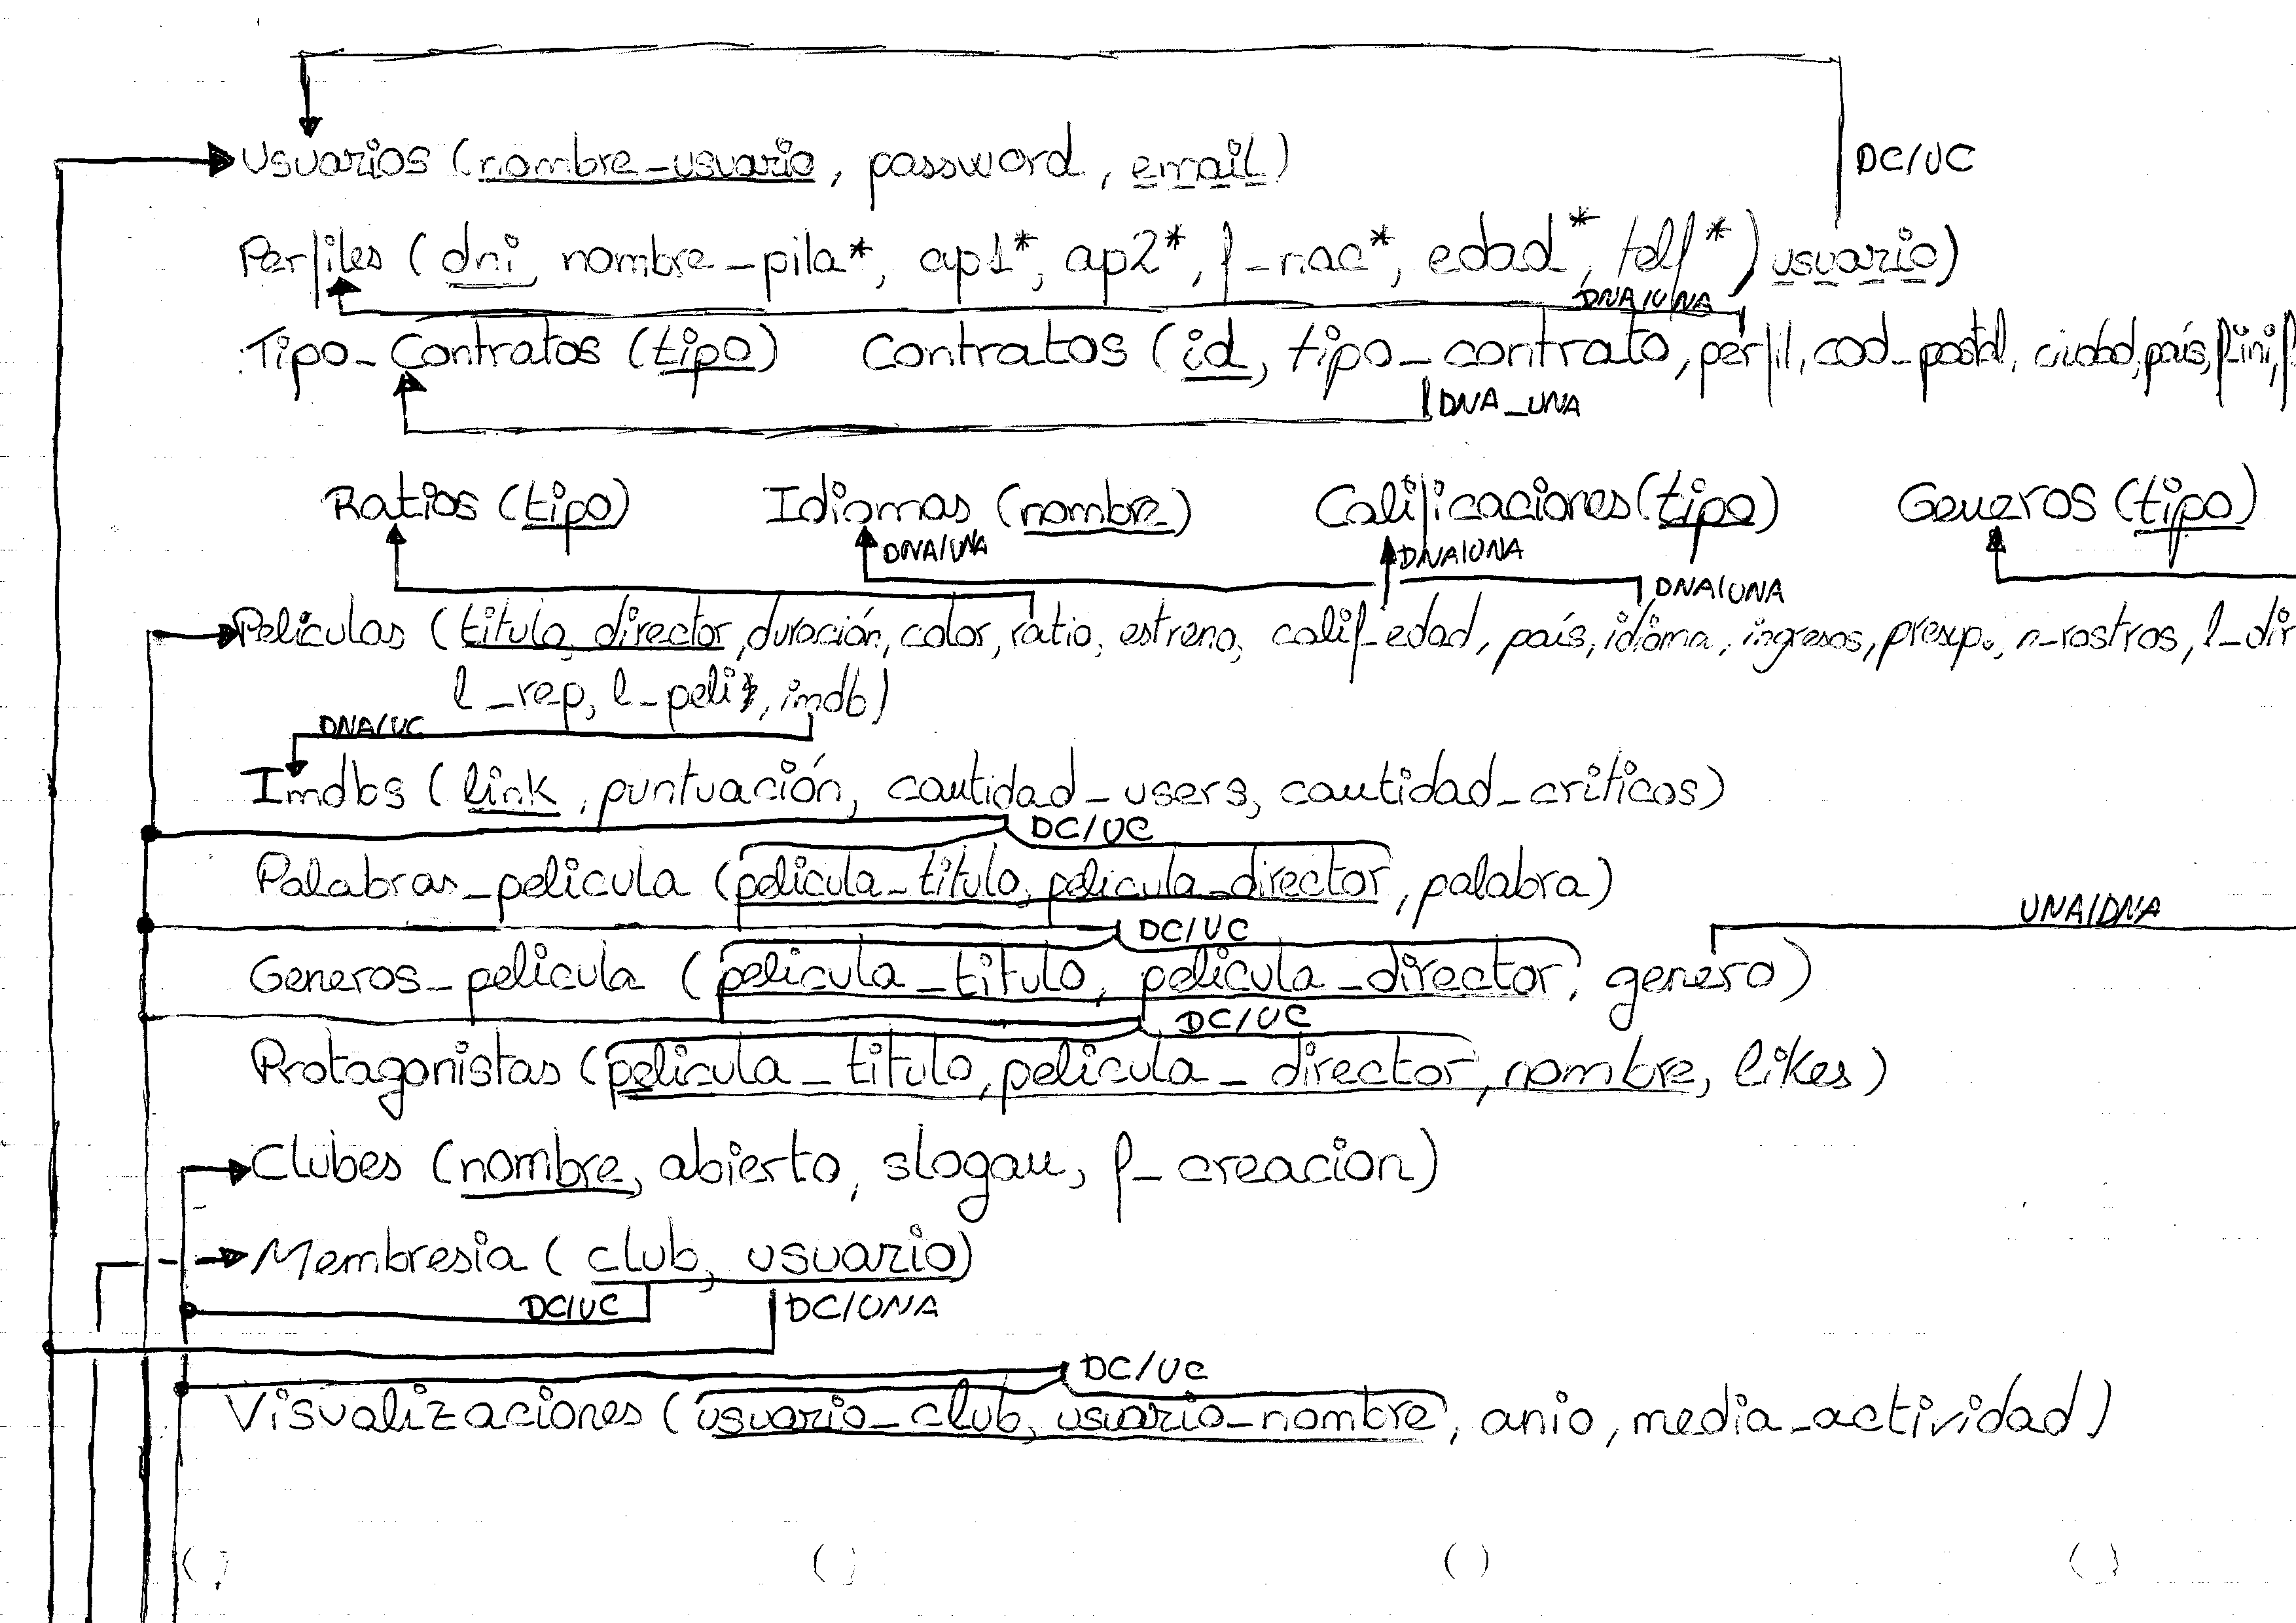 Usuarios (nombre_usuario, password, email)
DC/UC
Perfiles (dni, nombre_pila*, ap1*, ap2*, f_nac*, edad*, telf*) usuario)
DNA/UNA
Tipo_Contratos (tipo) Contratos (id, tipo_contrato, perfil, cod_postal, ciudad, país, f_ini, f
DNA_UNA
Ratios (tipo) Idiomas (nombre) Calificaciones (tipo) Generos (tipo)
DNA/UNA DNA/UNA
DNA/UNA
Peliculas (titulo, director, duración, color, ratio, estreno, calif_edad, país, idioma, ingresos, presup., n_rostros, l_dir
l_rep, l_peli*, imdb)
DNA/UC
Imdbs (link, puntuación, cantidad_users, cantidad_criticos)
DC/UC
Palabras_pelicula (pelicula_titulo, pelicula_director, palabra)
UNA/DNA
DC/UC
Generos_pelicula (pelicula_titulo, pelicula_director, genero)
DC/UC
Protagonistas (pelicula_titulo, pelicula_director, nombre, likes)
Clubes (nombre, abierto, slogan, f_creacion)
Membresia (club, usuario)
DC/UC DC/UNA
DC/UC
Visualizaciones (usuario_club, usuario_nombre, anio, media_actividad)